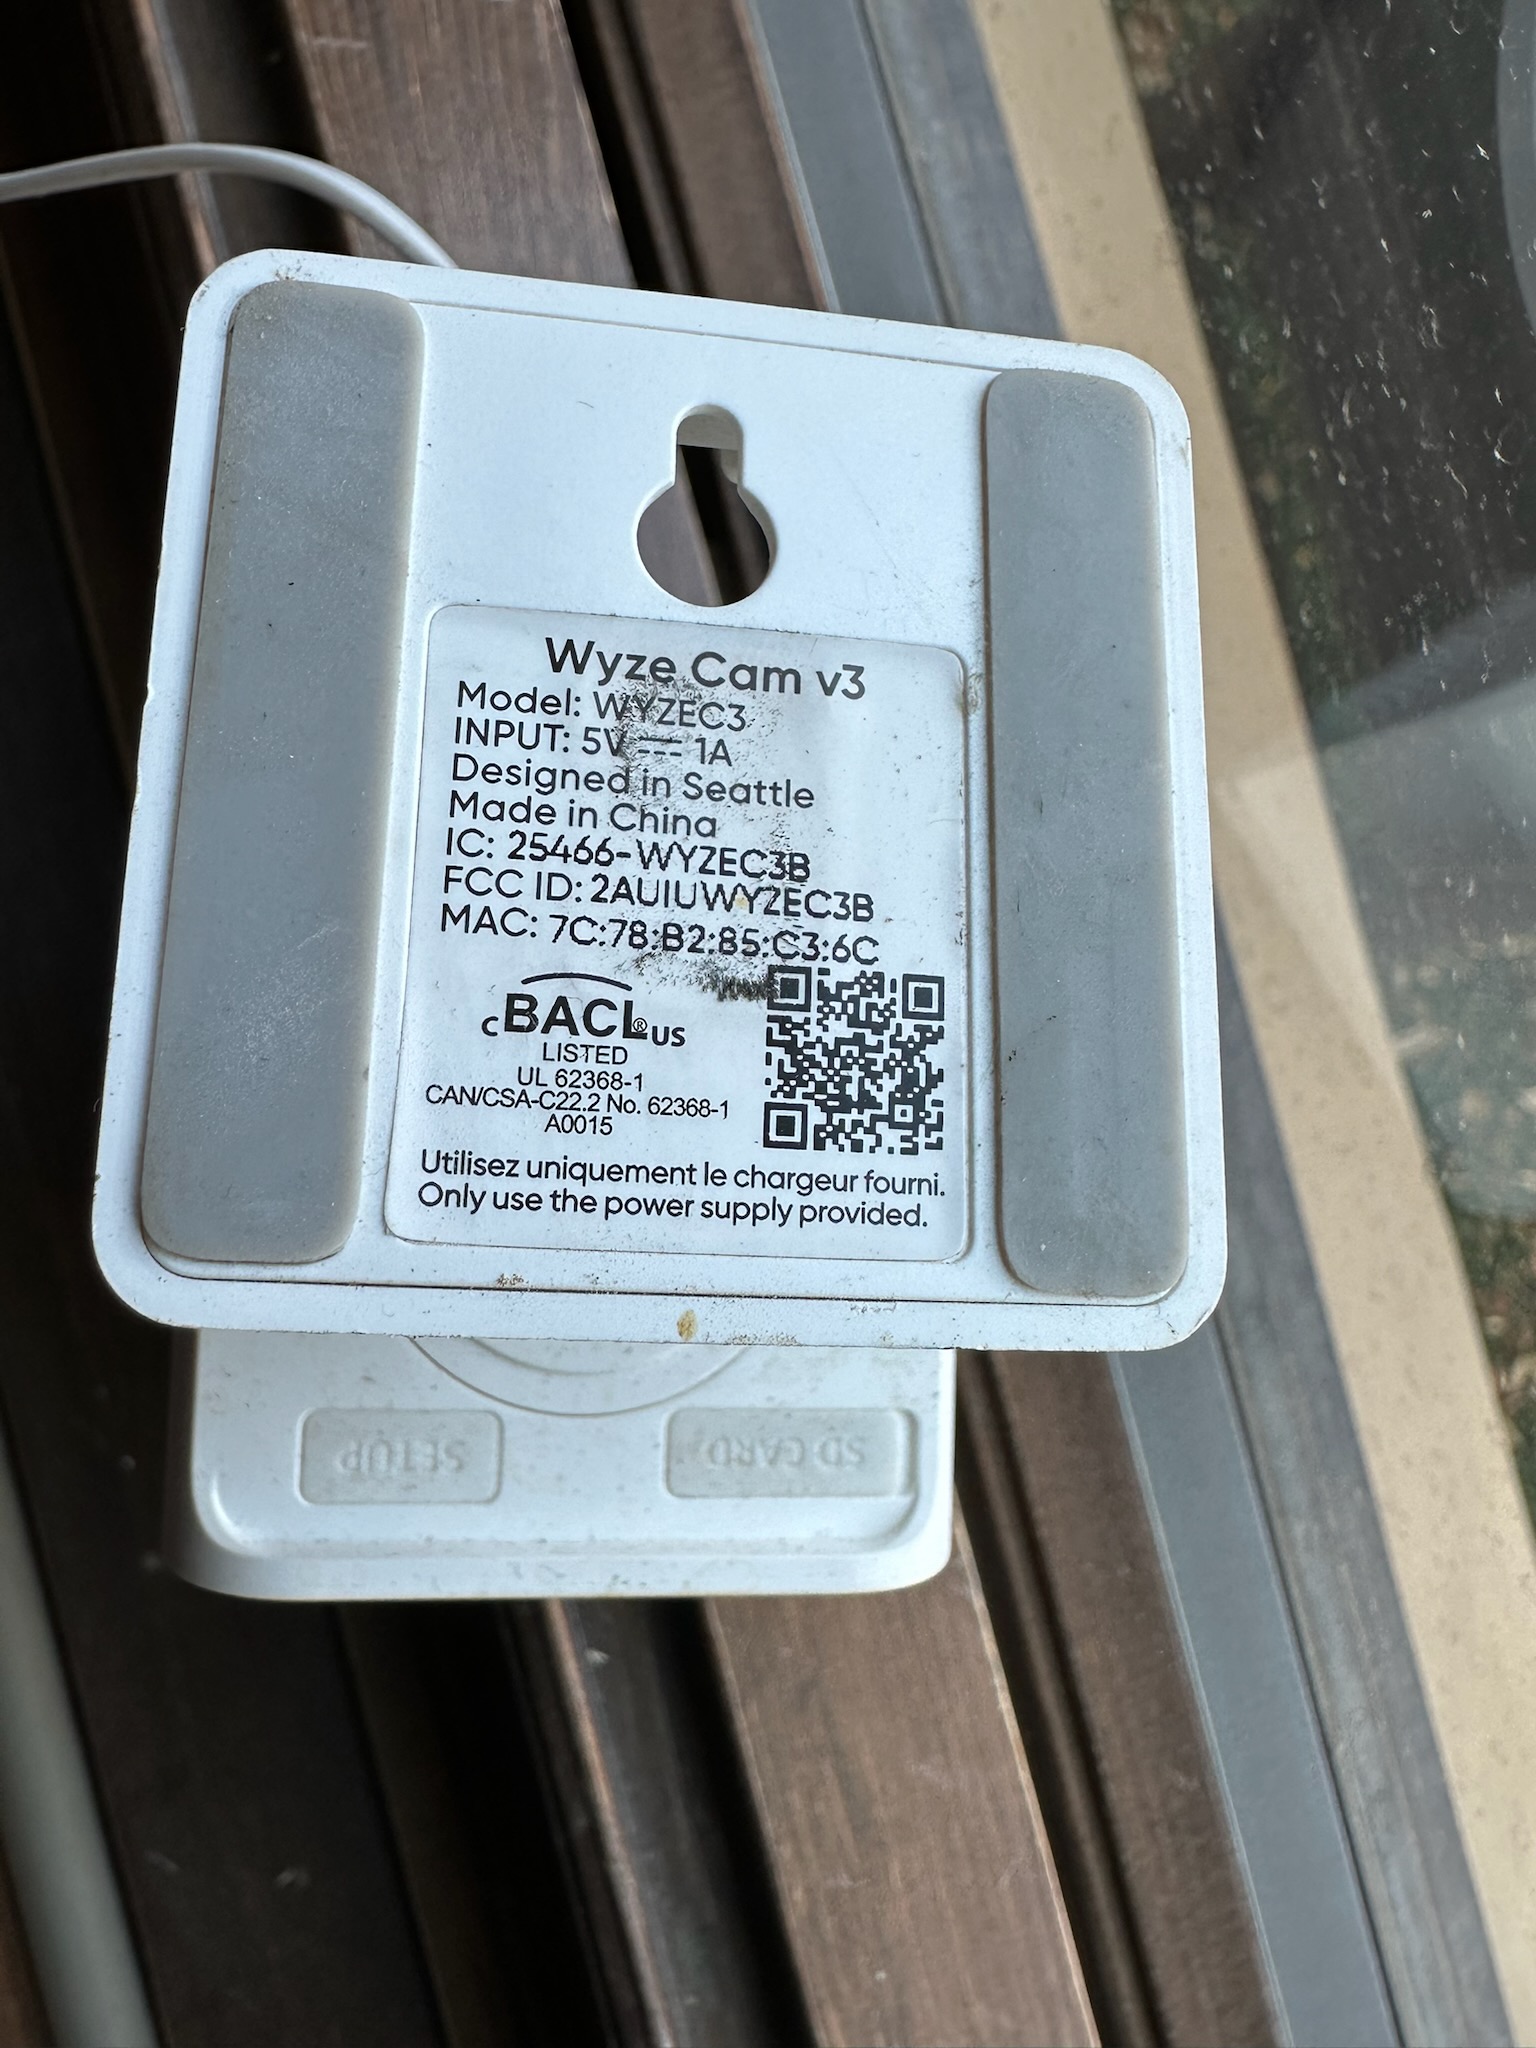 Wyze Cam v3
Model: WYZEC3
INPUT: 5V ⎓ 1A
Designed in Seattle
Made in China
IC: 25466-WYZEC3B
FCC ID: 2AUIUWYZEC3B
MAC: 7C:78:B2:85:C3:6C
cBACL®US
LISTED
UL 62368-1
CAN/CSA-C22.2 No. 62368-1
A0015
Utilisez uniquement le chargeur fourni.
Only use the power supply provided.
SETUP
SD CARD